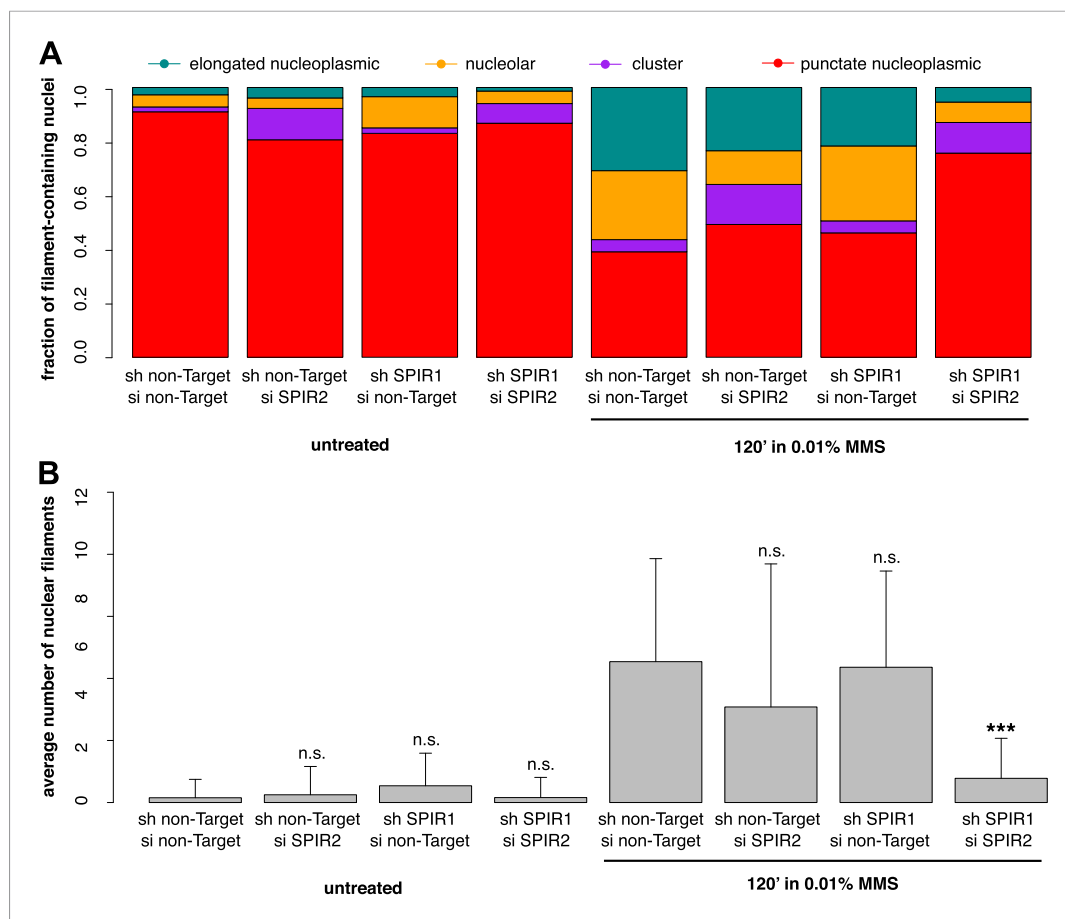 A
elongated nucleoplasmic nucleolar cluster punctate nucleoplasmic
fraction of filament-containing nuclei
1.0
0.8
0.6
0.4
0.2
0.0
sh non-Target sh non-Target sh SPIR1 sh SPIR1 sh non-Target sh non-Target sh SPIR1 sh SPIR1
si non-Target si SPIR2 si non-Target si SPIR2 si non-Target si SPIR2 si non-Target si SPIR2
untreated 120' in 0.01% MMS
B
average number of nuclear filaments
12
10
8
6
4
2
0
n.s. n.s. n.s. n.s. n.s. ***
sh non-Target sh non-Target sh SPIR1 sh SPIR1 sh non-Target sh non-Target sh SPIR1 sh SPIR1
si non-Target si SPIR2 si non-Target si SPIR2 si non-Target si SPIR2 si non-Target si SPIR2
untreated 120' in 0.01% MMS